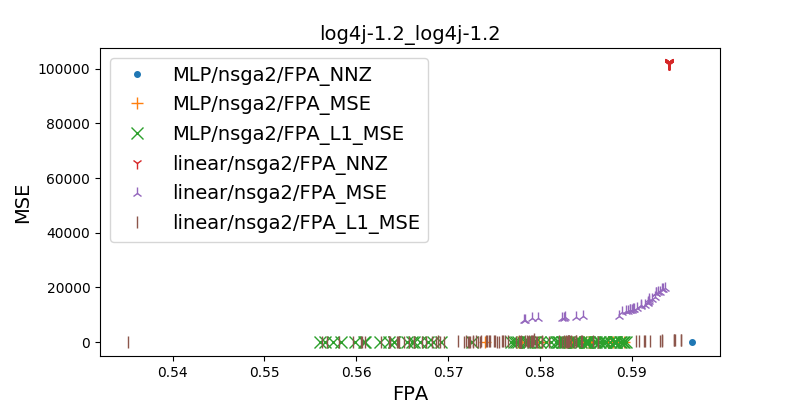 log4j-1.2_log4j-1.2
MLP/nsga2/FPA_NNZ
MLP/nsga2/FPA_MSE
MLP/nsga2/FPA_L1_MSE
linear/nsga2/FPA_NNZ
linear/nsga2/FPA_MSE
linear/nsga2/FPA_L1_MSE
MSE
100000
80000
60000
40000
20000
0
0.54 0.55 0.56 0.57 0.58 0.59
FPA